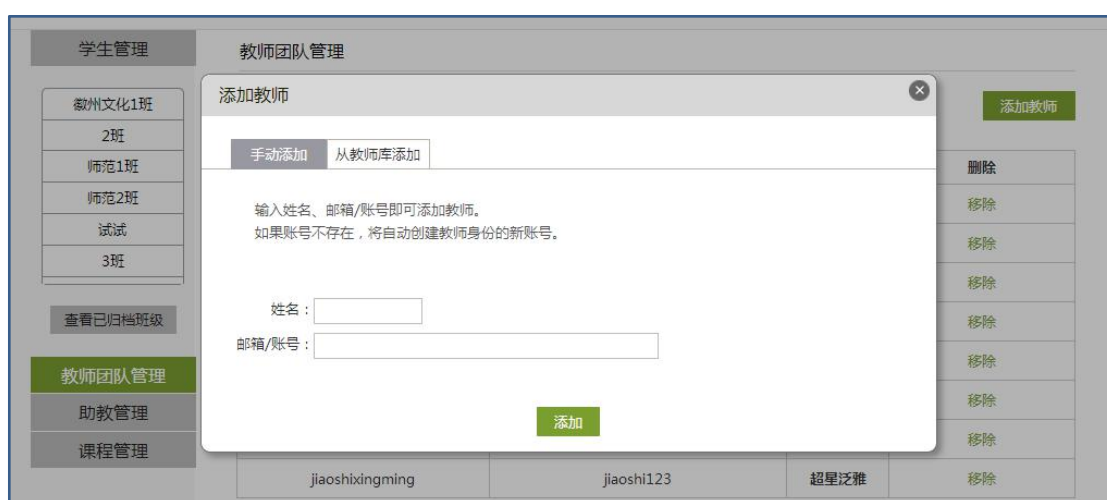 学生管理
教师团队管理
添加教师
添加教师
徽州文化1班
2班
师范1班
师范2班
试试
3班
查看已归档班级
教师团队管理
助教管理
课程管理
手动添加
从教师库添加
输入姓名、邮箱/账号即可添加教师。
如果账号不存在，将自动创建教师身份的新账号。
姓名：
邮箱/账号：
添加
删除
移除
移除
移除
移除
移除
移除
移除
jiaoshixingming jiaoshi123 超星泛雅 移除